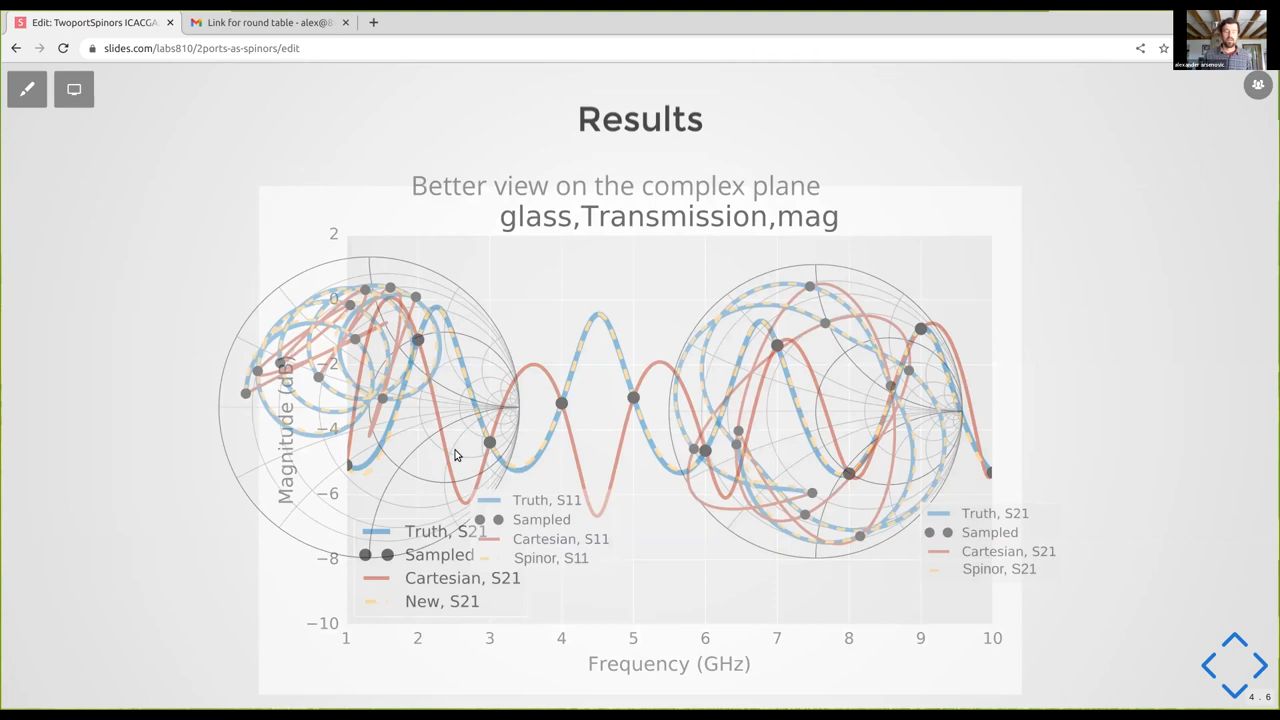 Edit: TwoportSpinors ICACGA
Link for round table - alex@8
slides.com/labs810/2ports-as-spinors/edit
alexander arsenovic
Results
Better view on the complex plane
glass,Transmission,mag
2
0
−2
−4
−6
−8
−10
Magnitude (dB)
Truth, S11
Sampled
Cartesian, S11
Spinor, S11
Truth, S21
Sampled
Cartesian, S21
New, S21
Truth, S21
Sampled
Cartesian, S21
Spinor, S21
1 2 3 4 5 6 7 8 9 10
Frequency (GHz)
4 . 6